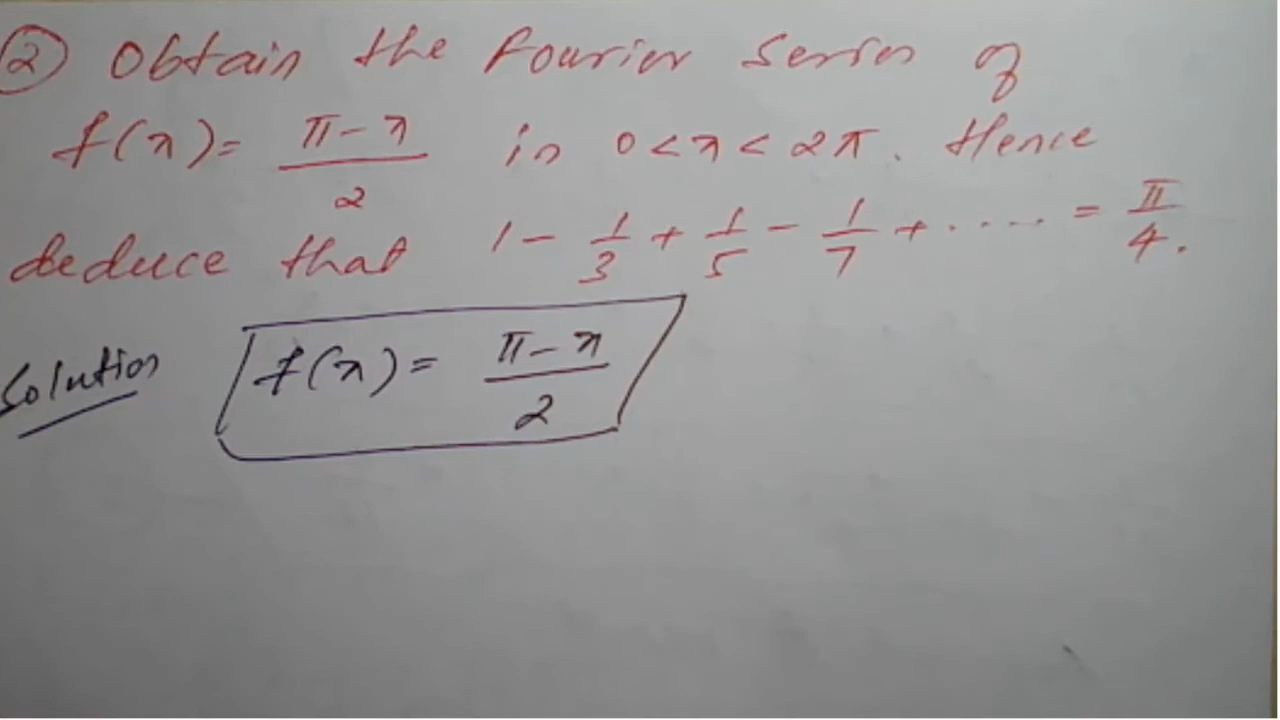 ② Obtain the Fourier Series of
f(x) = π-x/2 in 0<x<2π. Hence
deduce that 1 - 1/3 + 1/5 - 1/7 + ..... = π/4.
Solution f(x) = π-x/2